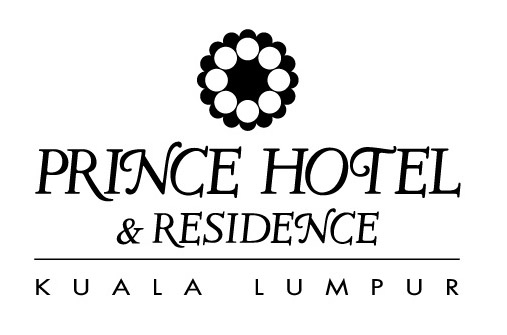 PRINCE HOTEL
& RESIDENCE
KUALA LUMPUR